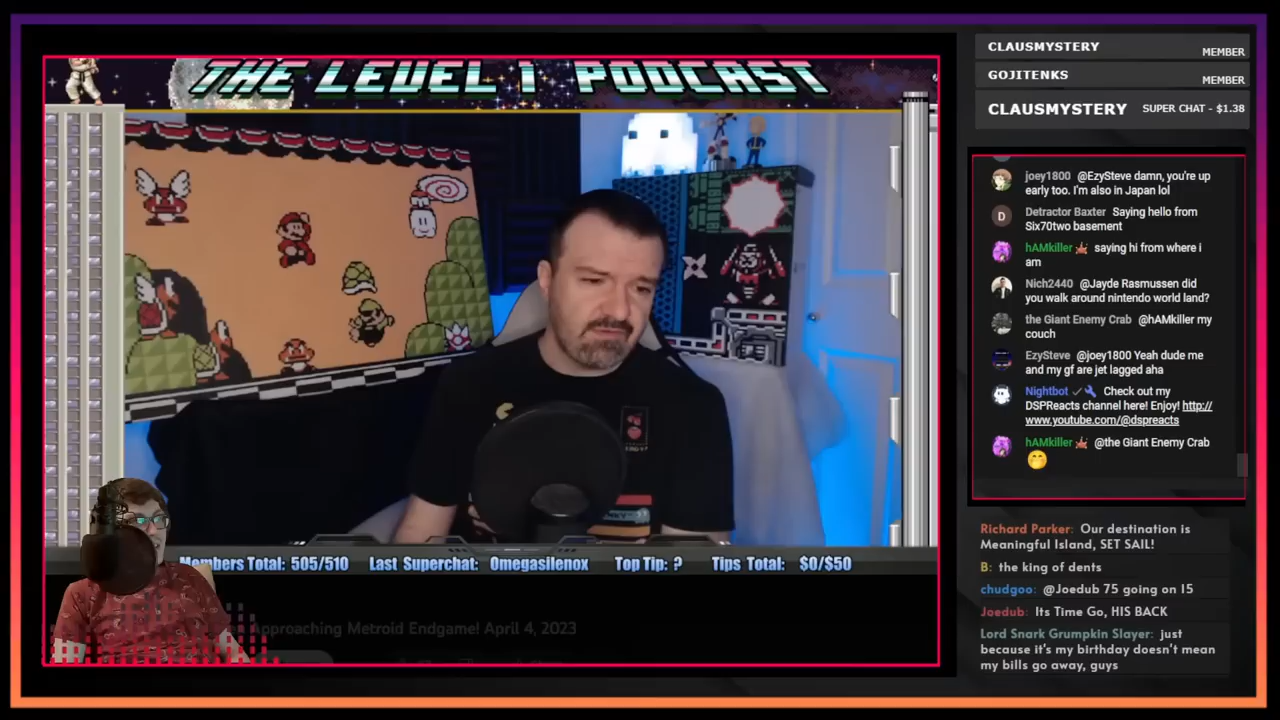 THE LEVEL 1 PODCAST
Members Total: 505/510 Last Superchat: Omegasilenox Top Tip: ? Tips Total: $0/$50
Approaching Metroid Endgame! April 4, 2023
CLAUSMYSTERY MEMBER
GOJITENKS MEMBER
CLAUSMYSTERY SUPER CHAT - $1.38
joey1800 @EzySteve damn, you're up
early too. I'm also in Japan lol
D Detractor Baxter Saying hello from
Six70two basement
hAMkiller saying hi from where i
am
Nich2440 @Jayde Rasmussen did
you walk around nintendo world land?
the Giant Enemy Crab @hAMkiller my
couch
EzySteve @joey1800 Yeah dude me
and my gf are jet lagged aha
Nightbot Check out my
DSPReacts channel here! Enjoy! http://
www.youtube.com/@dspreacts
hAMkiller @the Giant Enemy Crab
Richard Parker: Our destination is
Meaningful Island, SET SAIL!
B: the king of dents
chudgoo: @Joedub 75 going on 15
Joedub: Its Time Go, HIS BACK
Lord Snark Grumpkin Slayer: just
because it's my birthday doesn't mean
my bills go away, guys